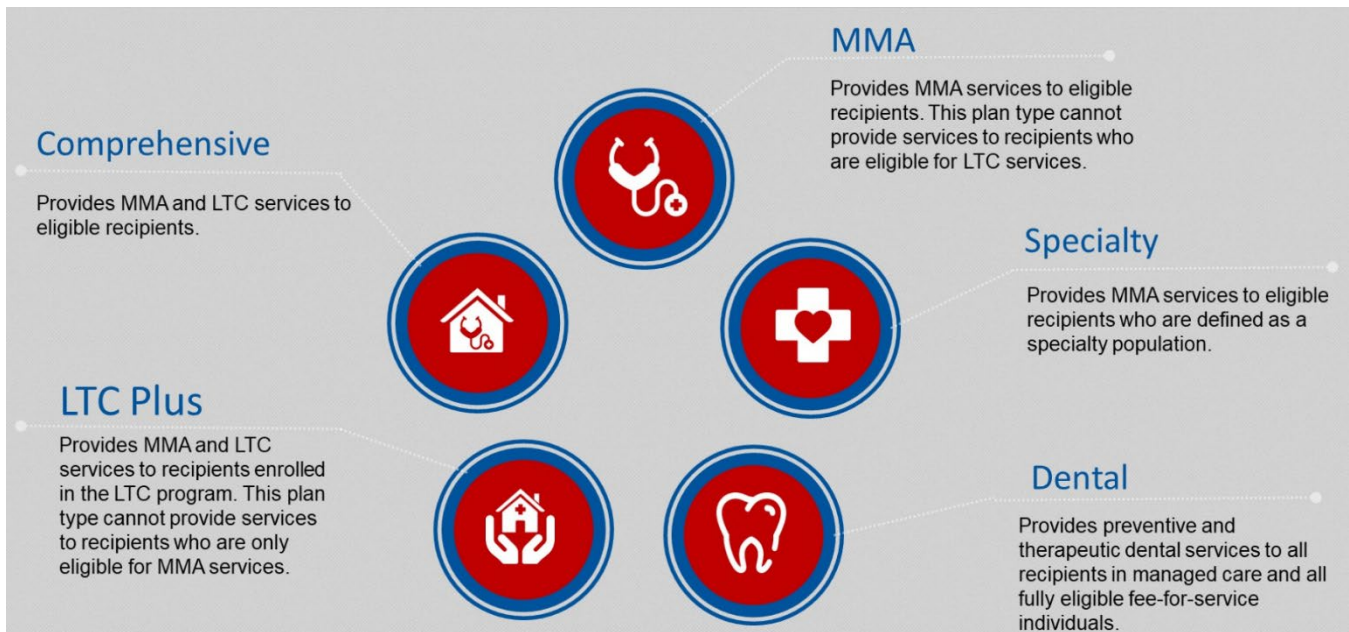 MMA
Provides MMA services to eligible
recipients. This plan type cannot
provide services to recipients who
are eligible for LTC services.
Comprehensive
Provides MMA and LTC services to
eligible recipients.
Specialty
Provides MMA services to eligible
recipients who are defined as a
specialty population.
LTC Plus
Provides MMA and LTC
services to recipients enrolled
in the LTC program. This plan
type cannot provide services
to recipients who are only
eligible for MMA services.
Dental
Provides preventive and
therapeutic dental services to all
recipients in managed care and all
fully eligible fee-for-service
individuals.